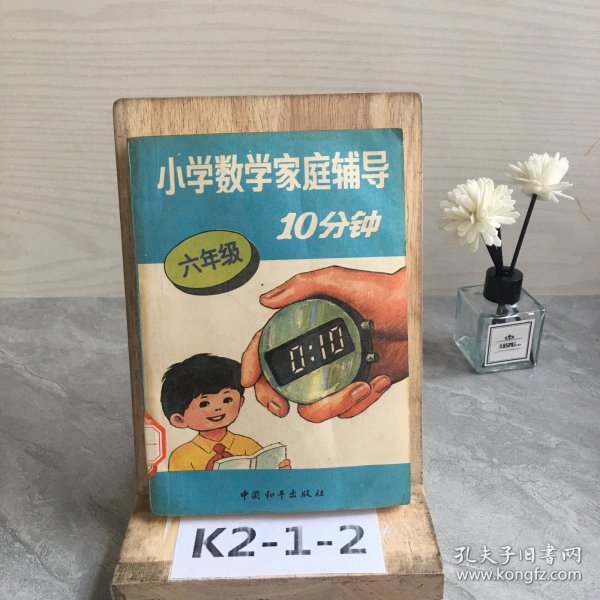 小学数学家庭辅导
10分钟
六年级
0:10
中国和平出版社
K2-1-2
孔夫子旧书网
www.kongfz.com